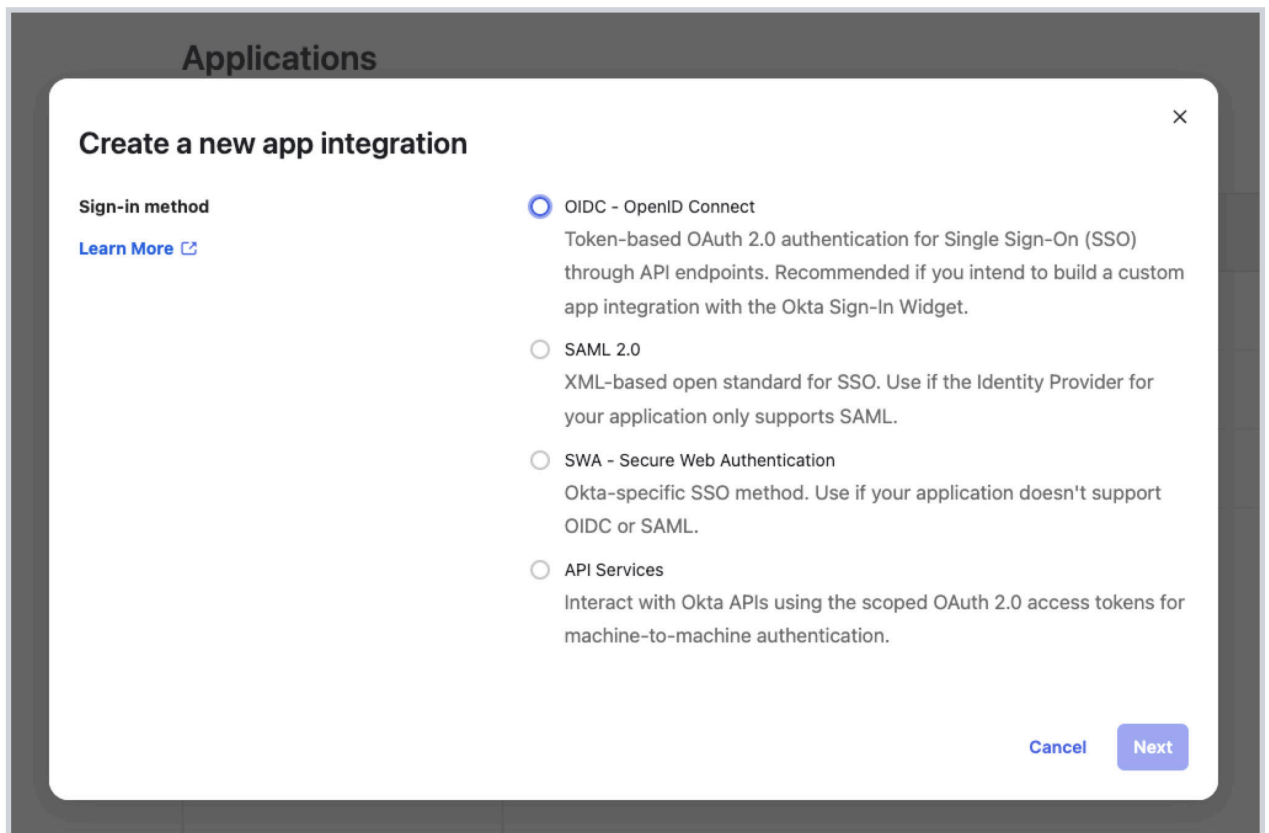 Applications
Create a new app integration
Sign-in method
Learn More
OIDC - OpenID Connect
Token-based OAuth 2.0 authentication for Single Sign-On (SSO)
through API endpoints. Recommended if you intend to build a custom
app integration with the Okta Sign-In Widget.
SAML 2.0
XML-based open standard for SSO. Use if the Identity Provider for
your application only supports SAML.
SWA - Secure Web Authentication
Okta-specific SSO method. Use if your application doesn't support
OIDC or SAML.
API Services
Interact with Okta APIs using the scoped OAuth 2.0 access tokens for
machine-to-machine authentication.
Cancel
Next